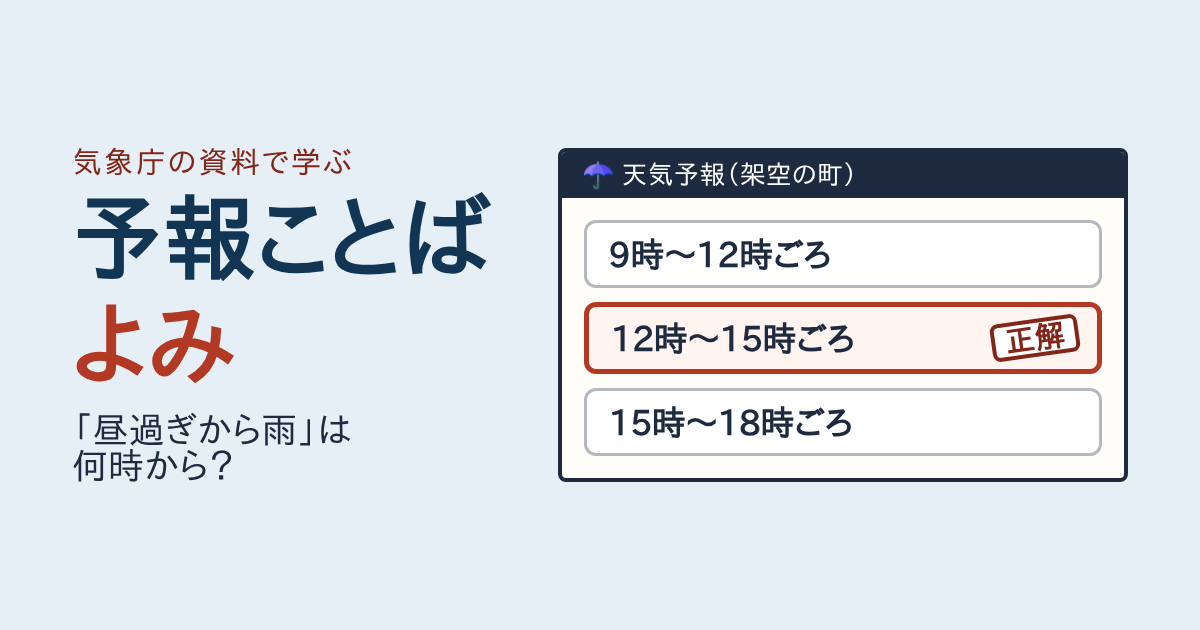 気象庁の資料で学ぶ
予報ことば
よみ
「昼過ぎから雨」は
何時から？
天気予報（架空の町）
9時〜12時ごろ
12時〜15時ごろ
正解
15時〜18時ごろ